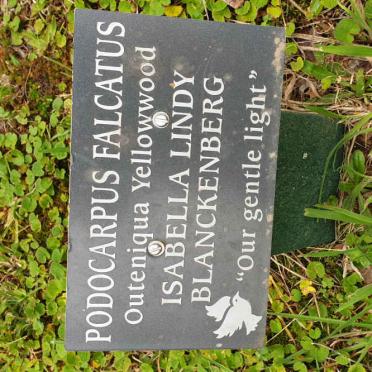 PODOCARPUS FALCATUS
Outeniqua Yellowwood
ISABELLA LINDY
BLANCKENBERG
"Our gentle light"